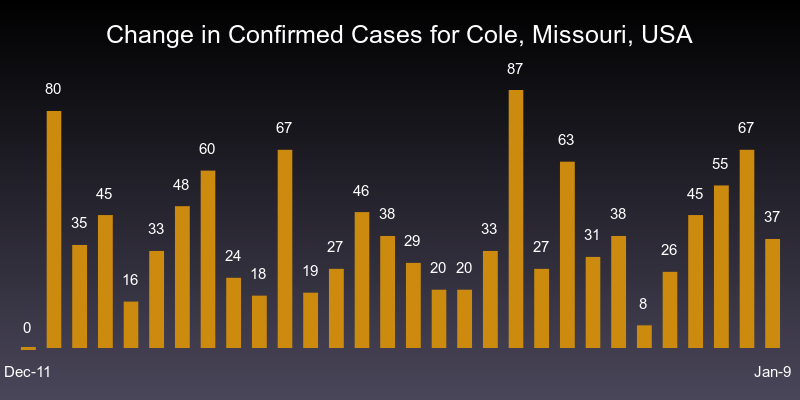 Change in Confirmed Cases for Cole, Missouri, USA
0 80 35 45 16 33 48 60 24 18 67 19 27 46 38 29 20 20 33 87 27 63 31 38 8 26 45 55 67 37
Dec-11 Jan-9